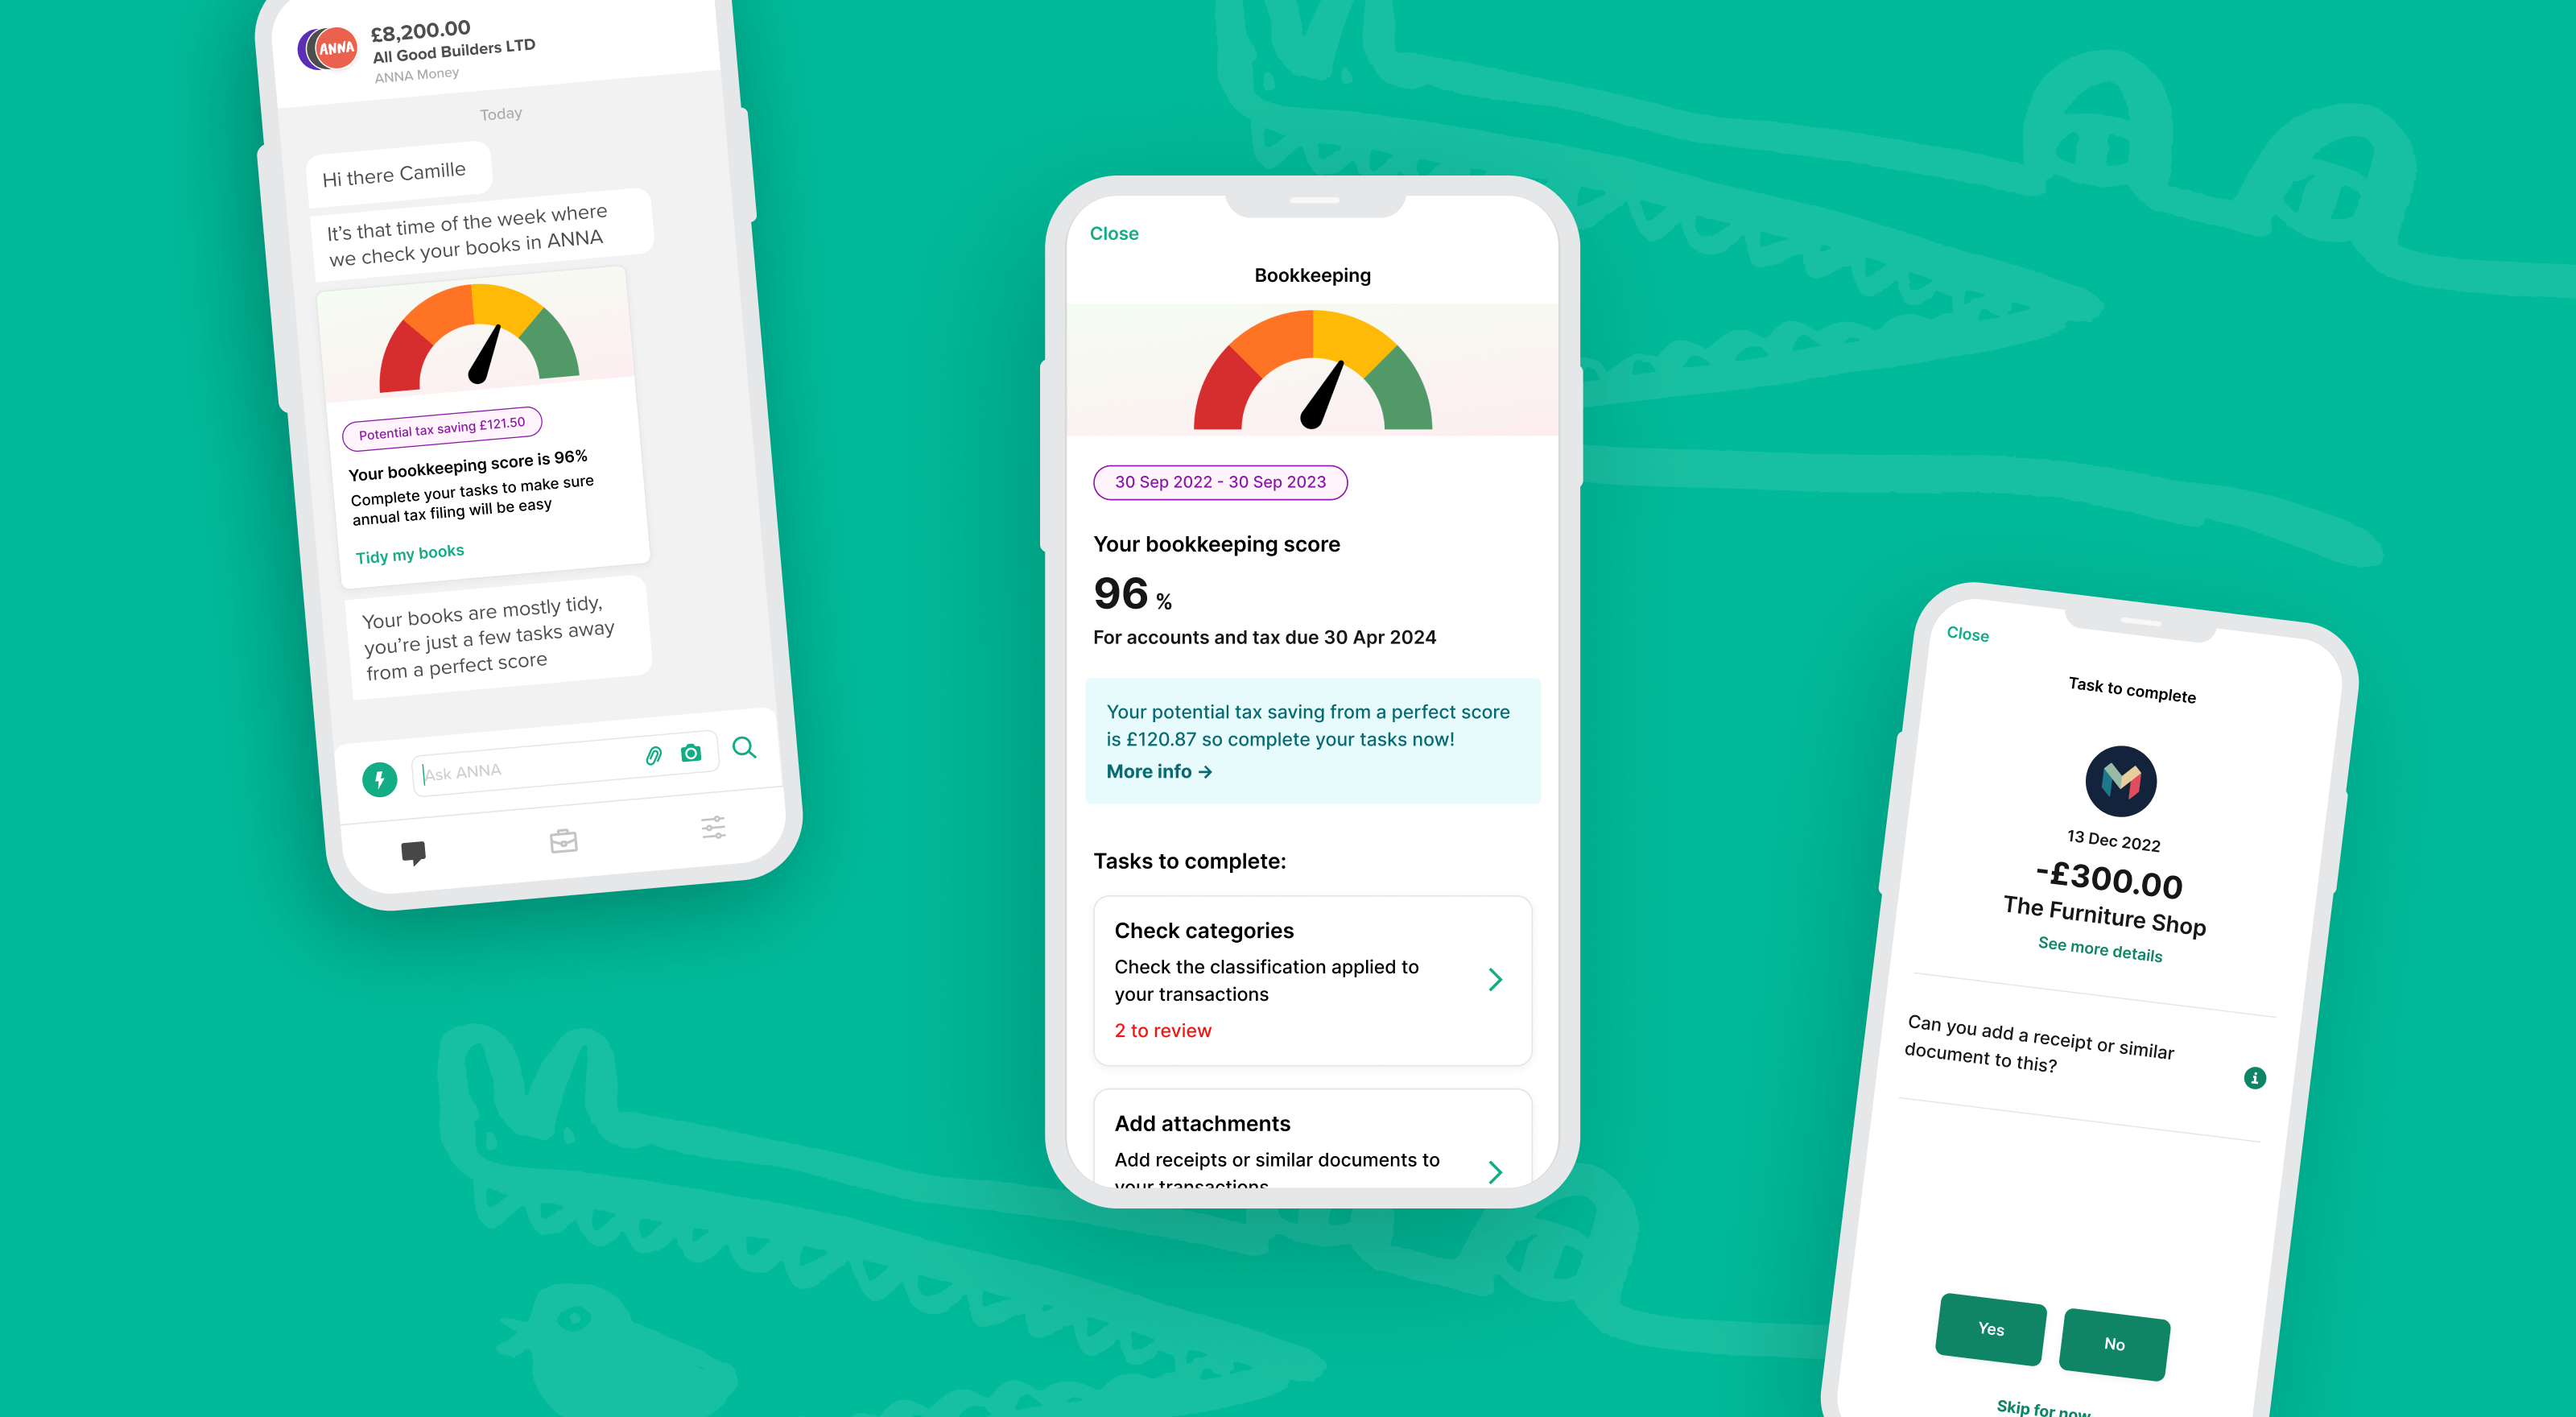 ANNA
£8,200.00
All Good Builders LTD
ANNA Money
Today
Hi there Camille
It’s that time of the week where
we check your books in ANNA
Potential tax saving £121.50
Your bookkeeping score is 96%
Complete your tasks to make sure
annual tax filing will be easy
Tidy my books
Your books are mostly tidy,
you’re just a few tasks away
from a perfect score
Ask ANNA
Close
Bookkeeping
30 Sep 2022 - 30 Sep 2023
Your bookkeeping score
96 %
For accounts and tax due 30 Apr 2024
Your potential tax saving from a perfect score
is £120.87 so complete your tasks now!
More info →
Tasks to complete:
Check categories
Check the classification applied to
your transactions
2 to review
Add attachments
Add receipts or similar documents to
your transactions
Close
Task to complete
13 Dec 2022
-£300.00
The Furniture Shop
See more details
Can you add a receipt or similar
document to this?
Yes
No
Skip for now